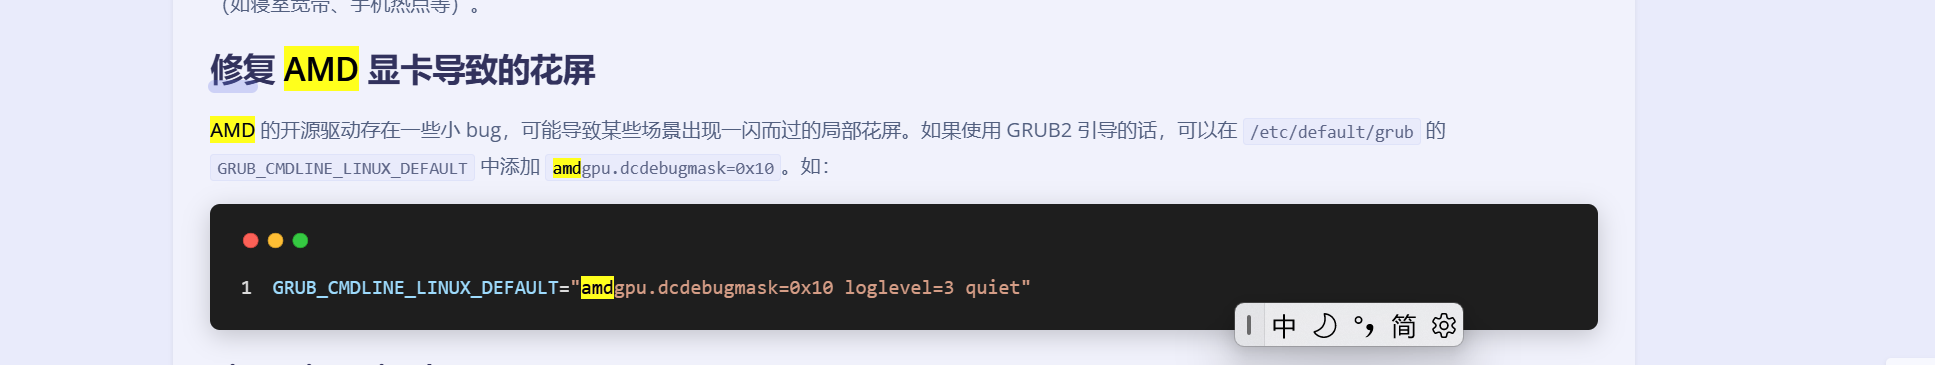 （如寝室宽带、手机热点等）。
修复 AMD 显卡导致的花屏
AMD 的开源驱动存在一些小 bug，可能导致某些场景出现一闪而过的局部花屏。如果使用 GRUB2 引导的话，可以在 /etc/default/grub 的
GRUB_CMDLINE_LINUX_DEFAULT 中添加 amdgpu.dcdebugmask=0x10。如：
1 GRUB_CMDLINE_LINUX_DEFAULT="amdgpu.dcdebugmask=0x10 loglevel=3 quiet"
中 简